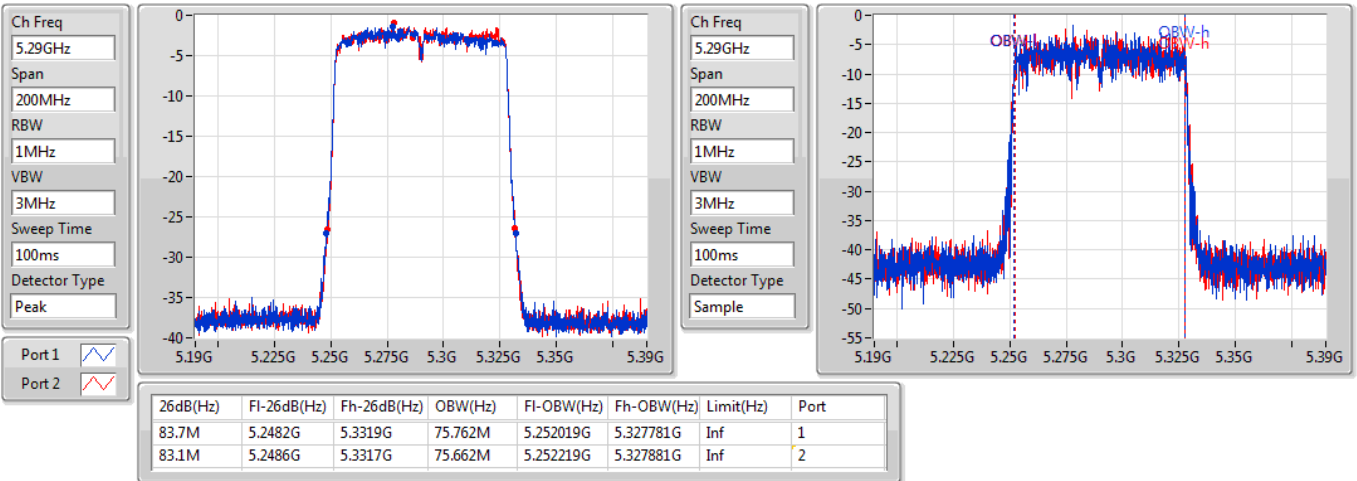 Ch Freq
5.29GHz
Span
200MHz
RBW
1MHz
VBW
3MHz
Sweep Time
100ms
Detector Type
Peak
Port 1
Port 2
0
-5
-10
-15
-20
-25
-30
-35
-40
5.19G 5.225G 5.25G 5.275G 5.3G 5.325G 5.35G 5.39G
Ch Freq
5.29GHz
Span
200MHz
RBW
1MHz
VBW
3MHz
Sweep Time
100ms
Detector Type
Sample
0
-5
-10
-15
-20
-25
-30
-35
-40
-45
-50
-55
OBW-h
OBW-h
5.19G 5.225G 5.25G 5.275G 5.3G 5.325G 5.35G 5.39G
26dB(Hz) Fl-26dB(Hz) Fh-26dB(Hz) OBW(Hz) Fl-OBW(Hz) Fh-OBW(Hz) Limit(Hz) Port
83.7M 5.2482G 5.3319G 75.762M 5.252019G 5.327781G Inf 1
83.1M 5.2486G 5.3317G 75.662M 5.252219G 5.327881G Inf 2